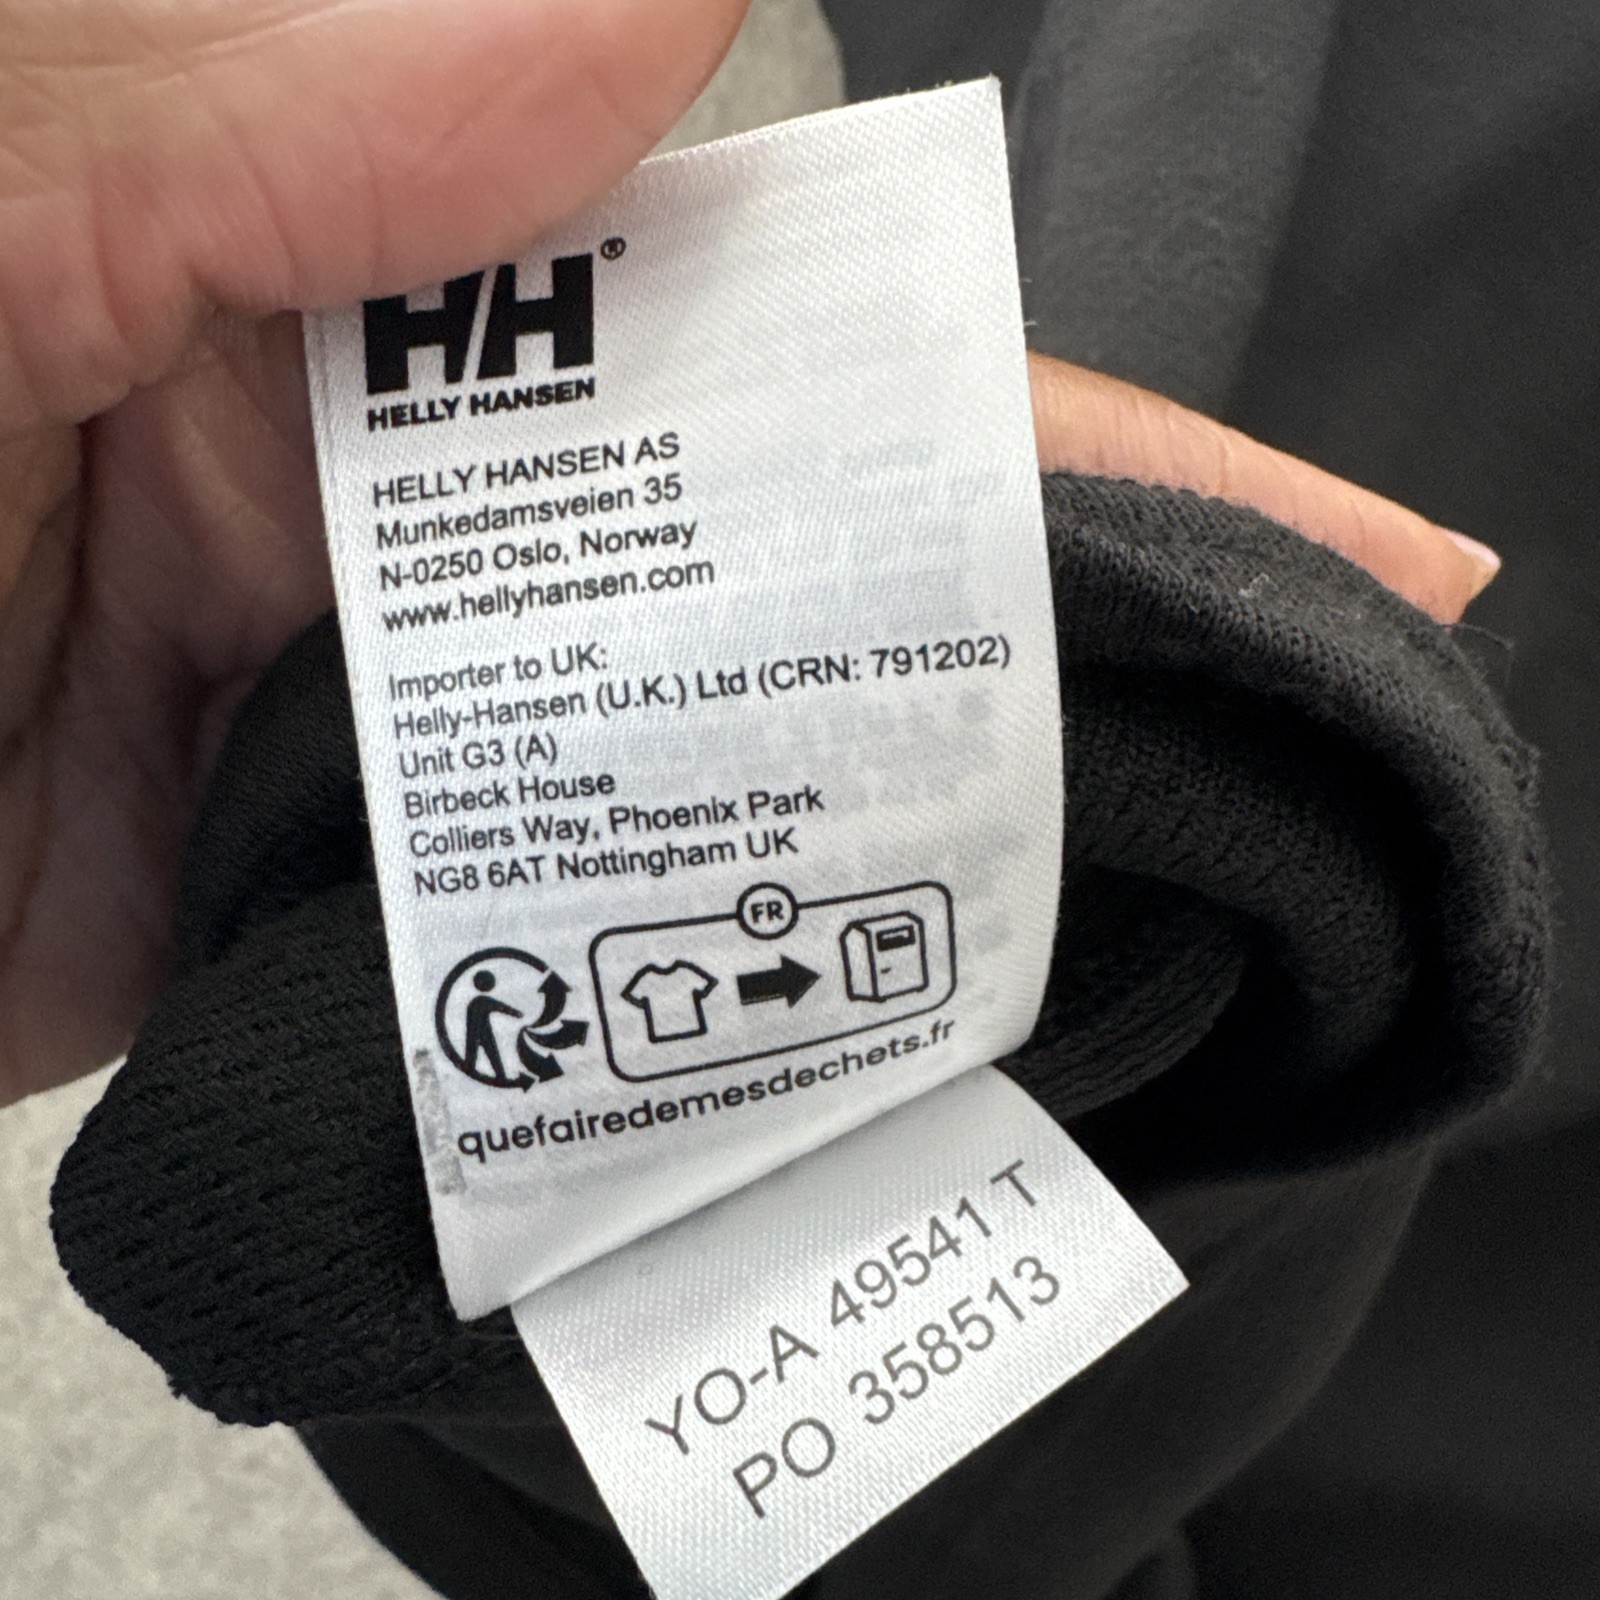 HH®
HELLY HANSEN
HELLY HANSEN AS
Munkedamsveien 35
N-0250 Oslo, Norway
www.hellyhansen.com
Importer to UK:
Helly-Hansen (U.K.) Ltd (CRN: 791202)
Unit G3 (A)
Birbeck House
Colliers Way, Phoenix Park
NG8 6AT Nottingham UK
FR
quefairedemesdechets.fr
YO-A 49541 T
PO 358513